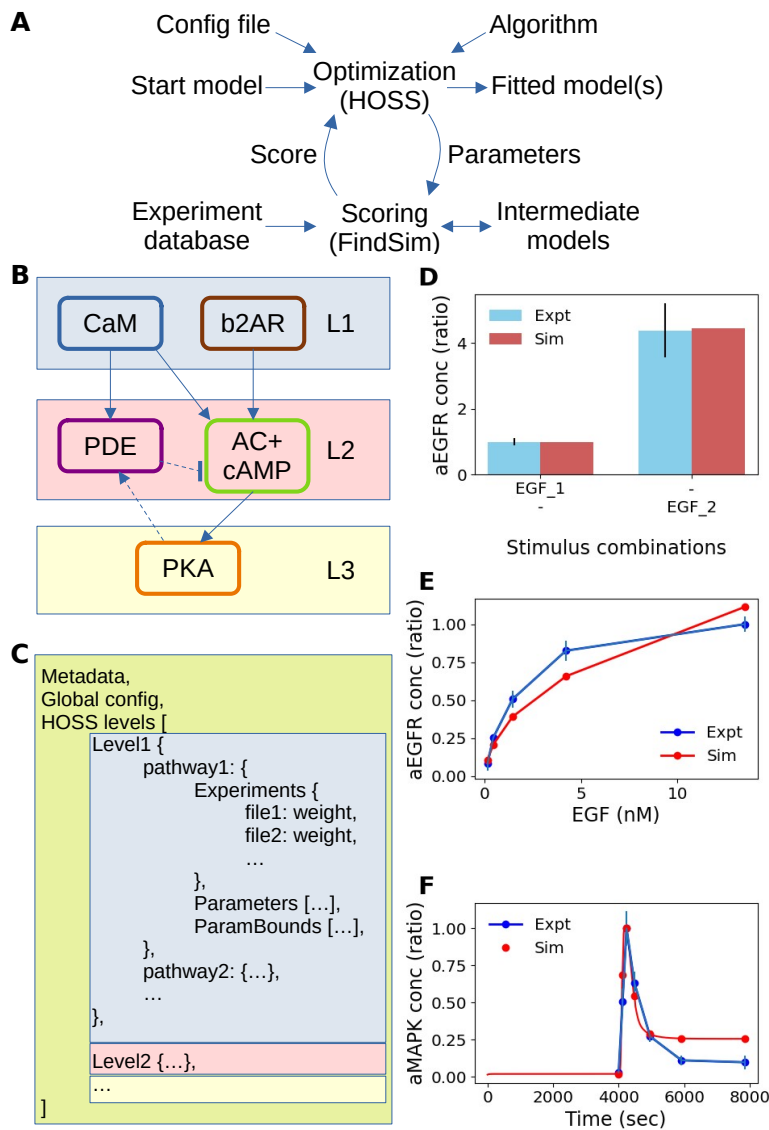 A
Config file
Algorithm
Start model
Optimization
(HOSS)
Fitted model(s)
Score
Parameters
Experiment
database
Scoring
(FindSim)
Intermediate
models
B
CaM
b2AR
L1
PDE
AC+
cAMP
L2
PKA
L3
C
Metadata,
Global config,
HOSS levels [
Level1 {
pathway1: {
Experiments {
file1: weight,
file2: weight,
…
},
Parameters […],
ParamBounds […],
},
pathway2: {…},
…
},
Level2 {…},
…
]
D
aEGFR conc (ratio)
4
2
0
Expt
Sim
EGF_1
-
-
EGF_2
Stimulus combinations
E
aEGFR conc (ratio)
1.00
0.75
0.50
0.25
0.00
Expt
Sim
0
5
10
EGF (nM)
F
aMAPK conc (ratio)
1.00
0.75
0.50
0.25
0.00
Expt
Sim
0
2000
4000
6000
8000
Time (sec)